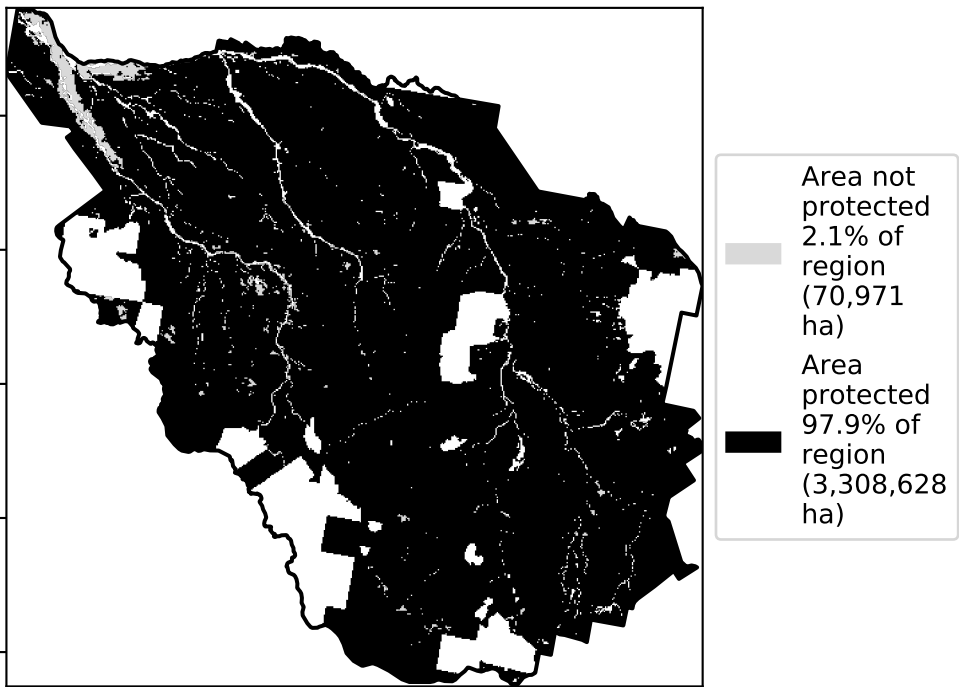 Area not
protected
2.1% of
region
(70,971
ha)
Area
protected
97.9% of
region
(3,308,628
ha)